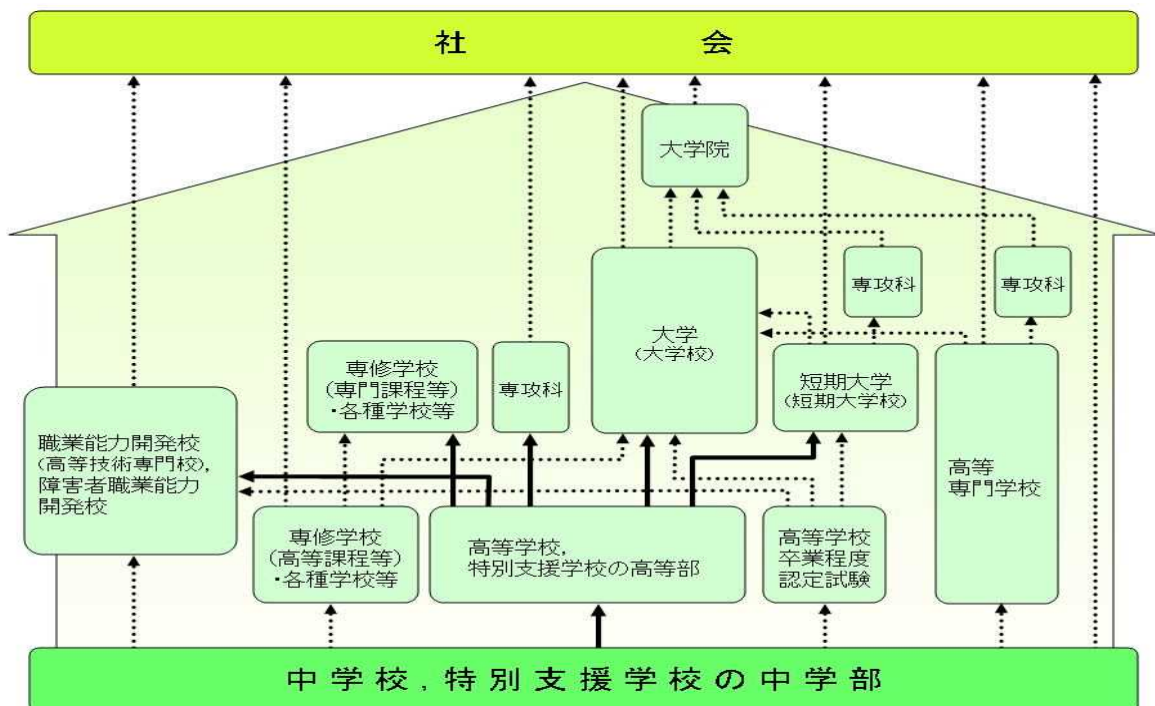 社会
大学院
専攻科
専攻科
大学
(大学校)
専修学校
(専門課程等)
・各種学校等
専攻科
短期大学
(短期大学校)
職業能力開発校
(高等技術専門校),
障害者職業能力
開発校
高等
専門学校
専修学校
(高等課程等)
・各種学校等
高等学校,
特別支援学校の高等部
高等学校
卒業程度
認定試験
中学校,特別支援学校の中学部